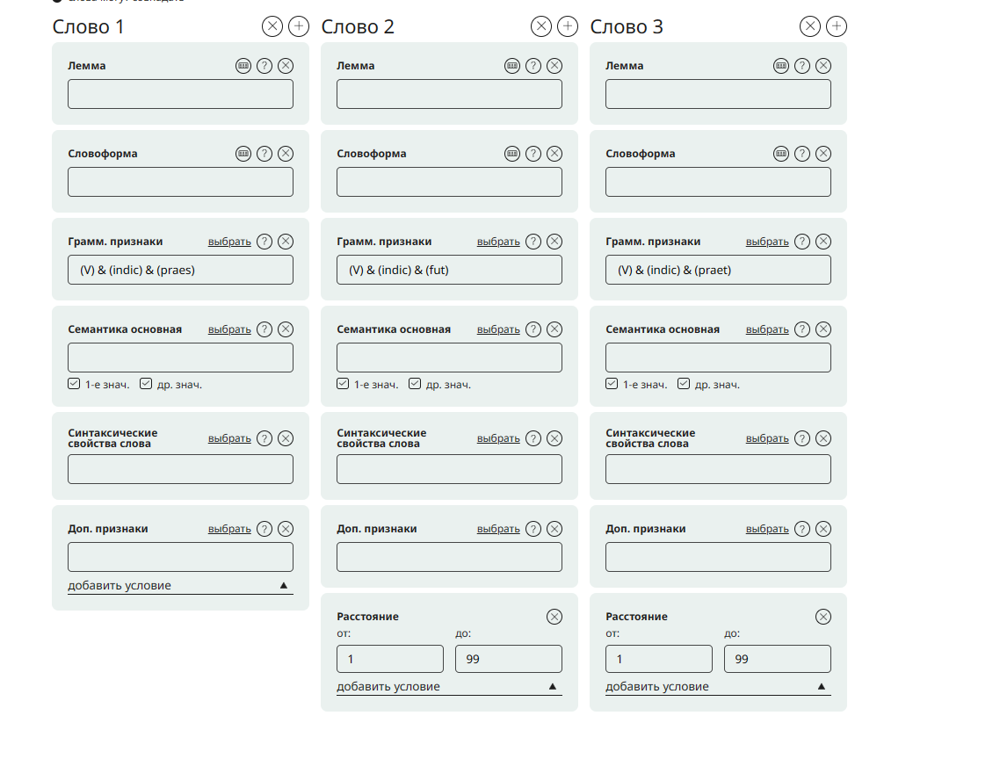 слова могут совпадать
Слово 1
Слово 2
Слово 3
Лемма ?
Лемма ?
Лемма ?
Словоформа ?
Словоформа ?
Словоформа ?
Грамм. признаки выбрать ?
Грамм. признаки выбрать ?
Грамм. признаки выбрать ?
(V) & (indic) & (praes)
(V) & (indic) & (fut)
(V) & (indic) & (praet)
Семантика основная выбрать ?
Семантика основная выбрать ?
Семантика основная выбрать ?
1-е знач. др. знач.
1-е знач. др. знач.
1-е знач. др. знач.
Синтаксические
свойства слова выбрать ?
Синтаксические
свойства слова выбрать ?
Синтаксические
свойства слова выбрать ?
Доп. признаки выбрать ?
Доп. признаки выбрать ?
Доп. признаки выбрать ?
добавить условие
Расстояние
от: до:
1 99
добавить условие
Расстояние
от: до:
1 99
добавить условие